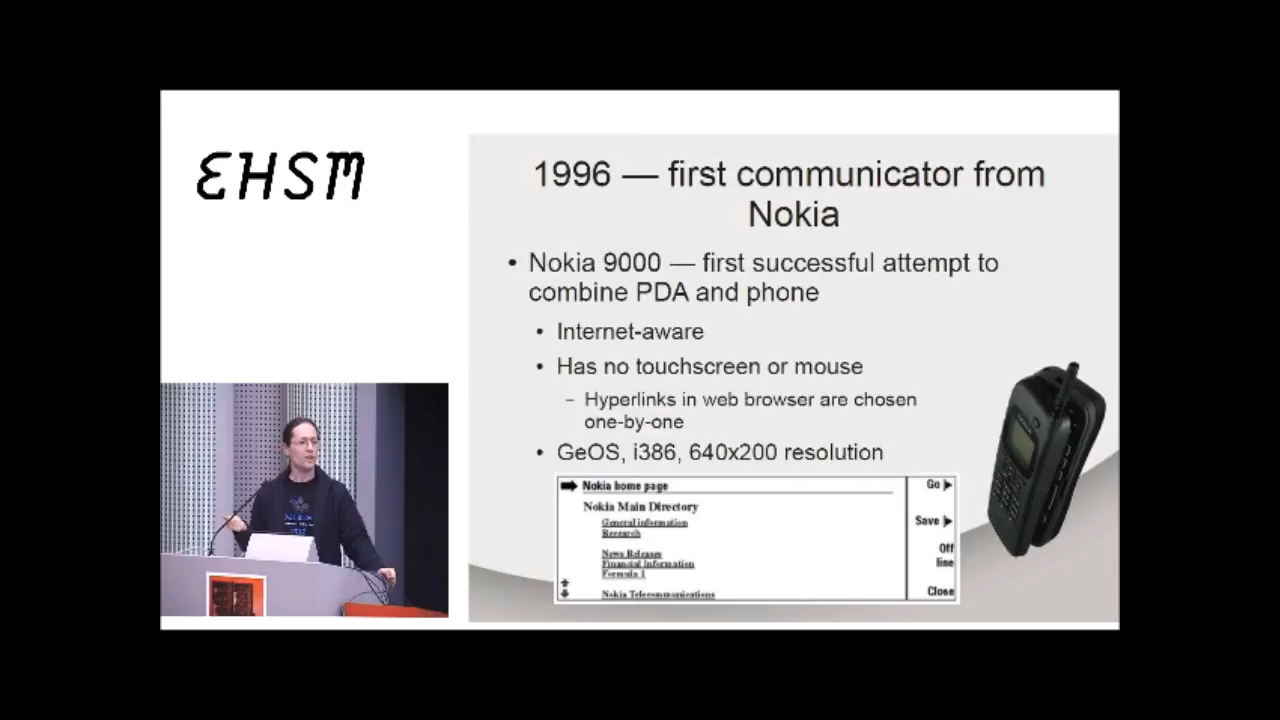 EHSM
1996 — first communicator from
Nokia
• Nokia 9000 — first successful attempt to
combine PDA and phone
• Internet-aware
• Has no touchscreen or mouse
– Hyperlinks in web browser are chosen
one-by-one
• GeOS, i386, 640x200 resolution
Nokia home page
Nokia Main Directory
General information
Research
News Releases
Financial Information
Formula 1
Nokia Telecommunications
Go
Save
Off
line
Close